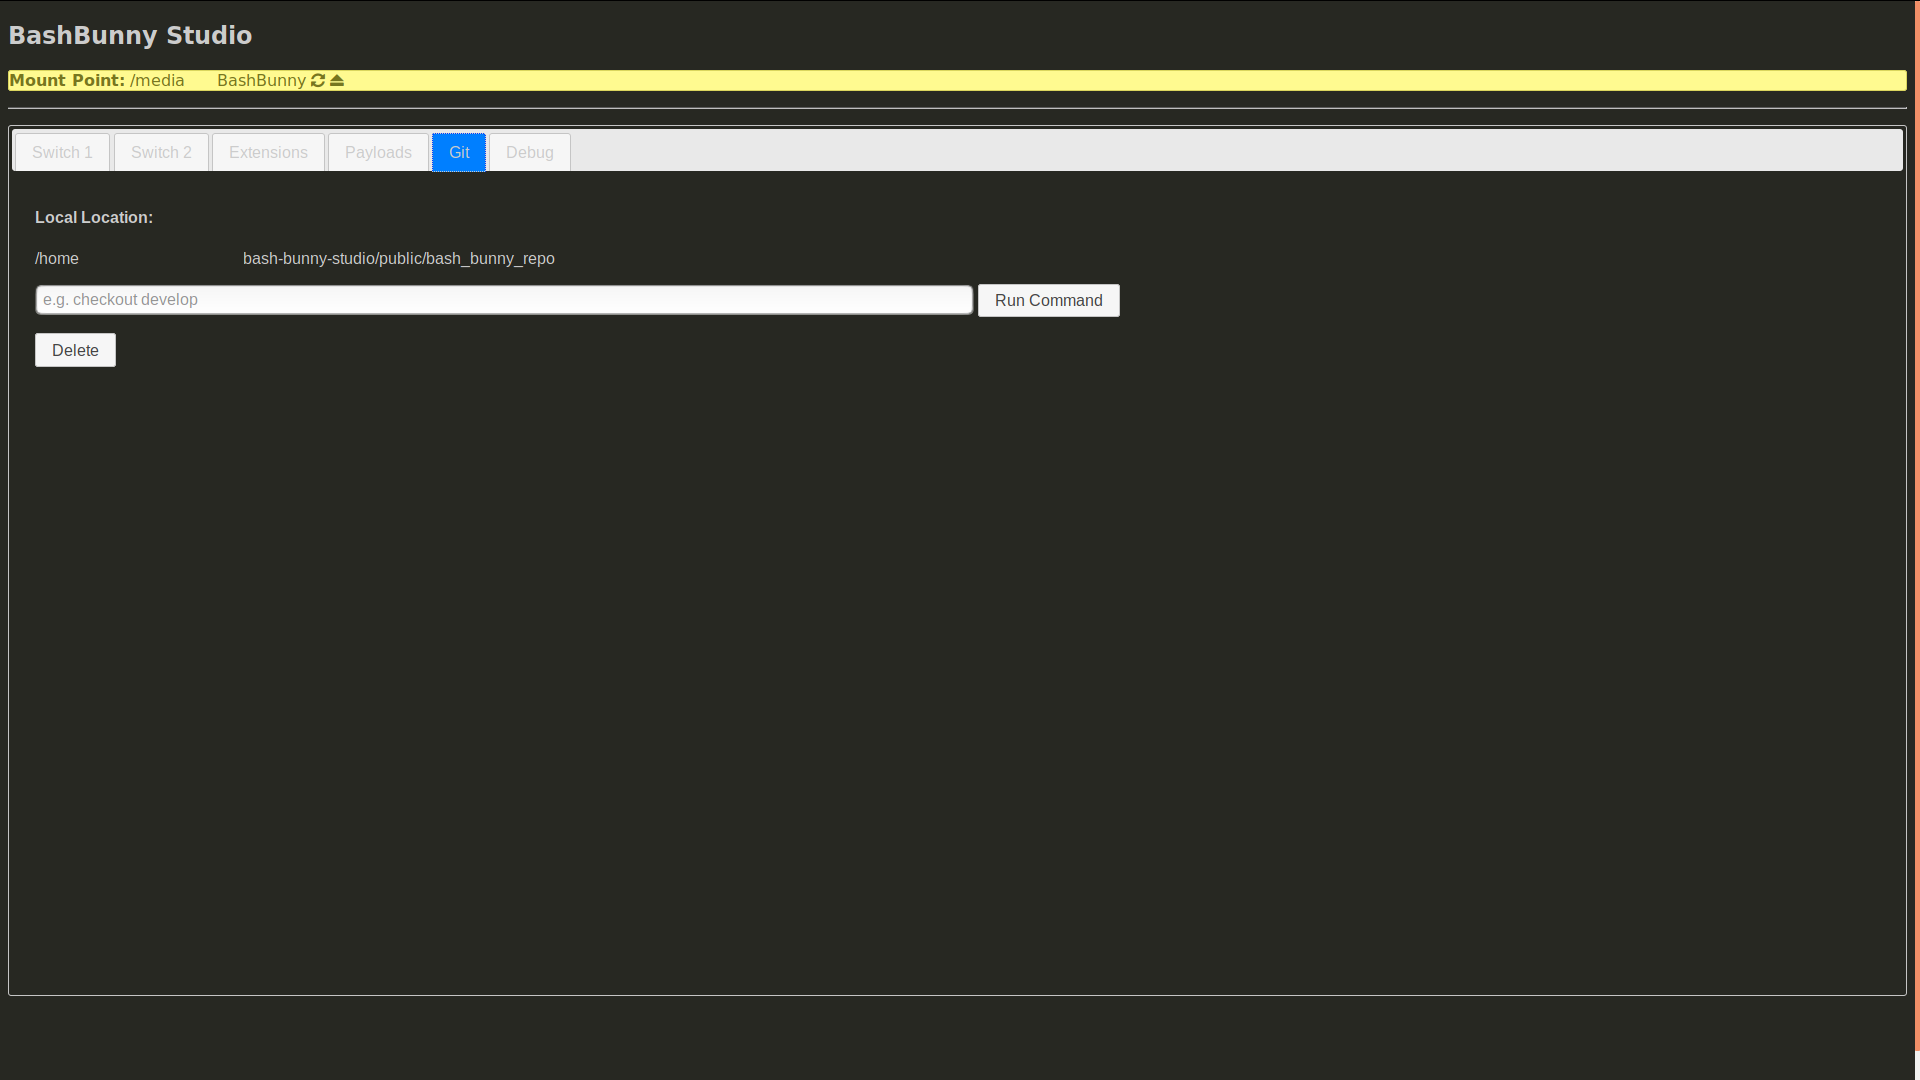 BashBunny Studio
Mount Point: /media BashBunny
Switch 1 Switch 2 Extensions Payloads Git Debug
Local Location:
/home bash-bunny-studio/public/bash_bunny_repo
e.g. checkout develop Run Command
Delete